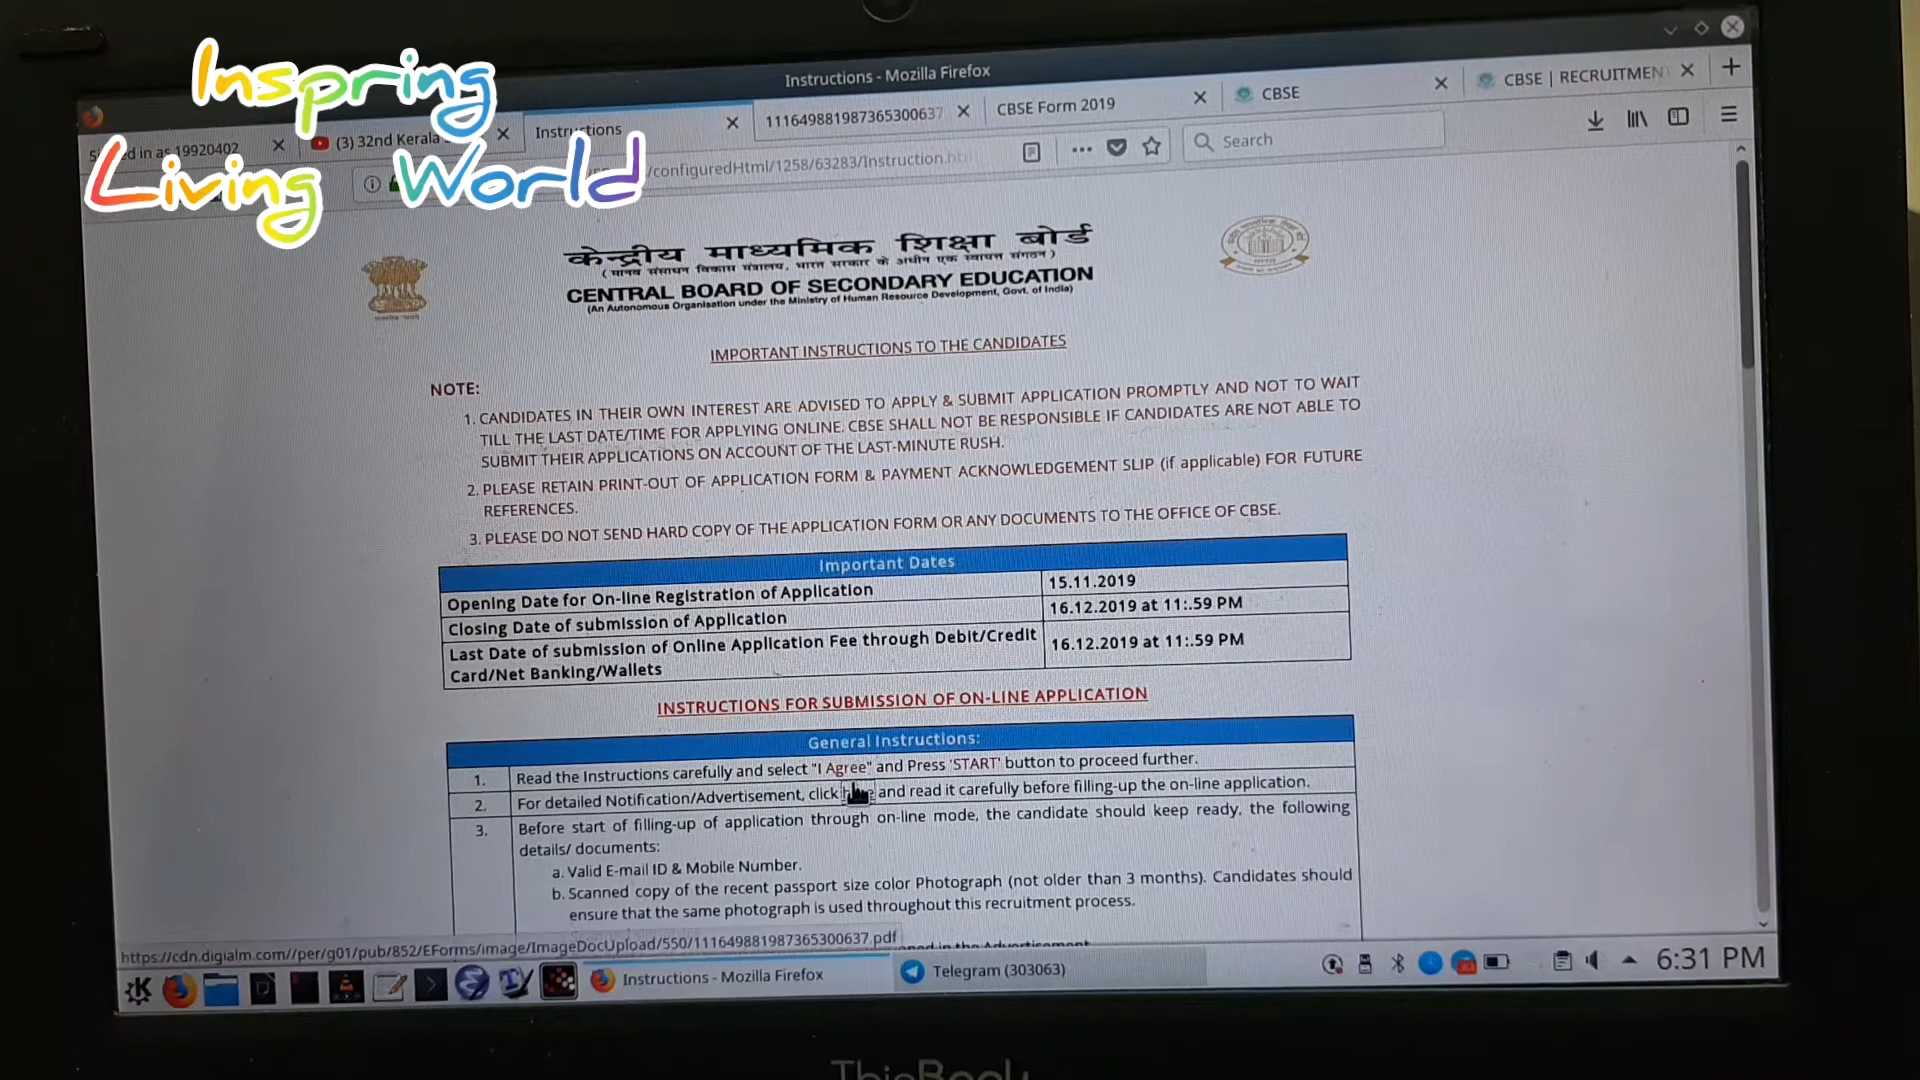 Inspring
Living World
Instructions - Mozilla Firefox
ed in as 19920402
(3) 32nd Kerala
Instructions
111649881987365300637
CBSE Form 2019
CBSE
CBSE | RECRUITMENT
/configuredHtml/1258/63283/Instruction.ht
Search
केन्द्रीय माध्यमिक शिक्षा बोर्ड
(मानव संसाधन विकास मंत्रालय, भारत सरकार के अधीन एक स्वायत्त संगठन)
CENTRAL BOARD OF SECONDARY EDUCATION
(An Autonomous Organisation under the Ministry of Human Resource Development, Govt. of India)
IMPORTANT INSTRUCTIONS TO THE CANDIDATES
NOTE:
1. CANDIDATES IN THEIR OWN INTEREST ARE ADVISED TO APPLY & SUBMIT APPLICATION PROMPTLY AND NOT TO WAIT
TILL THE LAST DATE/TIME FOR APPLYING ONLINE. CBSE SHALL NOT BE RESPONSIBLE IF CANDIDATES ARE NOT ABLE TO
SUBMIT THEIR APPLICATIONS ON ACCOUNT OF THE LAST-MINUTE RUSH.
2. PLEASE RETAIN PRINT-OUT OF APPLICATION FORM & PAYMENT ACKNOWLEDGEMENT SLIP (if applicable) FOR FUTURE
REFERENCES.
3. PLEASE DO NOT SEND HARD COPY OF THE APPLICATION FORM OR ANY DOCUMENTS TO THE OFFICE OF CBSE.
Important Dates
Opening Date for On-line Registration of Application 15.11.2019
Closing Date of submission of Application 16.12.2019 at 11:.59 PM
Last Date of submission of Online Application Fee through Debit/Credit
Card/Net Banking/Wallets 16.12.2019 at 11:.59 PM
INSTRUCTIONS FOR SUBMISSION OF ON-LINE APPLICATION
General Instructions:
1. Read the Instructions carefully and select "I Agree" and Press 'START' button to proceed further.
2. For detailed Notification/Advertisement, click and read it carefully before filling-up the on-line application.
3. Before start of filling-up of application through on-line mode, the candidate should keep ready, the following
details/ documents:
a. Valid E-mail ID & Mobile Number.
b. Scanned copy of the recent passport size color Photograph (not older than 3 months). Candidates should
ensure that the same photograph is used throughout this recruitment process.
https://cdn.digialm.com//per/g01/pub/852/EForms/image/ImageDocUpload/550/111649881987365300637.pdf
Instructions - Mozilla Firefox
Telegram (303063)
6:31 PM